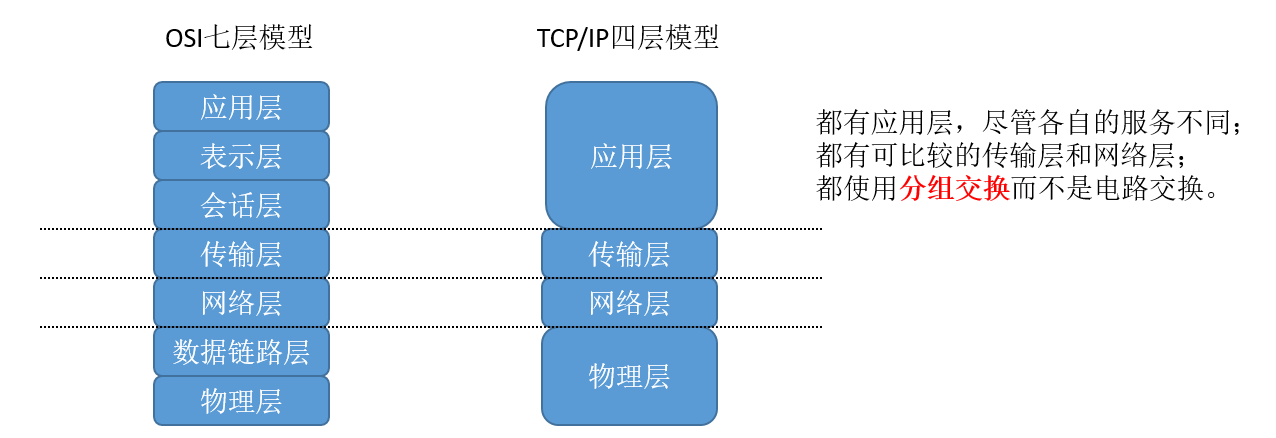 OSI七层模型
应用层
表示层
会话层
传输层
网络层
数据链路层
物理层
TCP/IP四层模型
应用层
传输层
网络层
物理层
都有应用层，尽管各自的服务不同；
都有可比较的传输层和网络层；
都使用分组交换而不是电路交换。